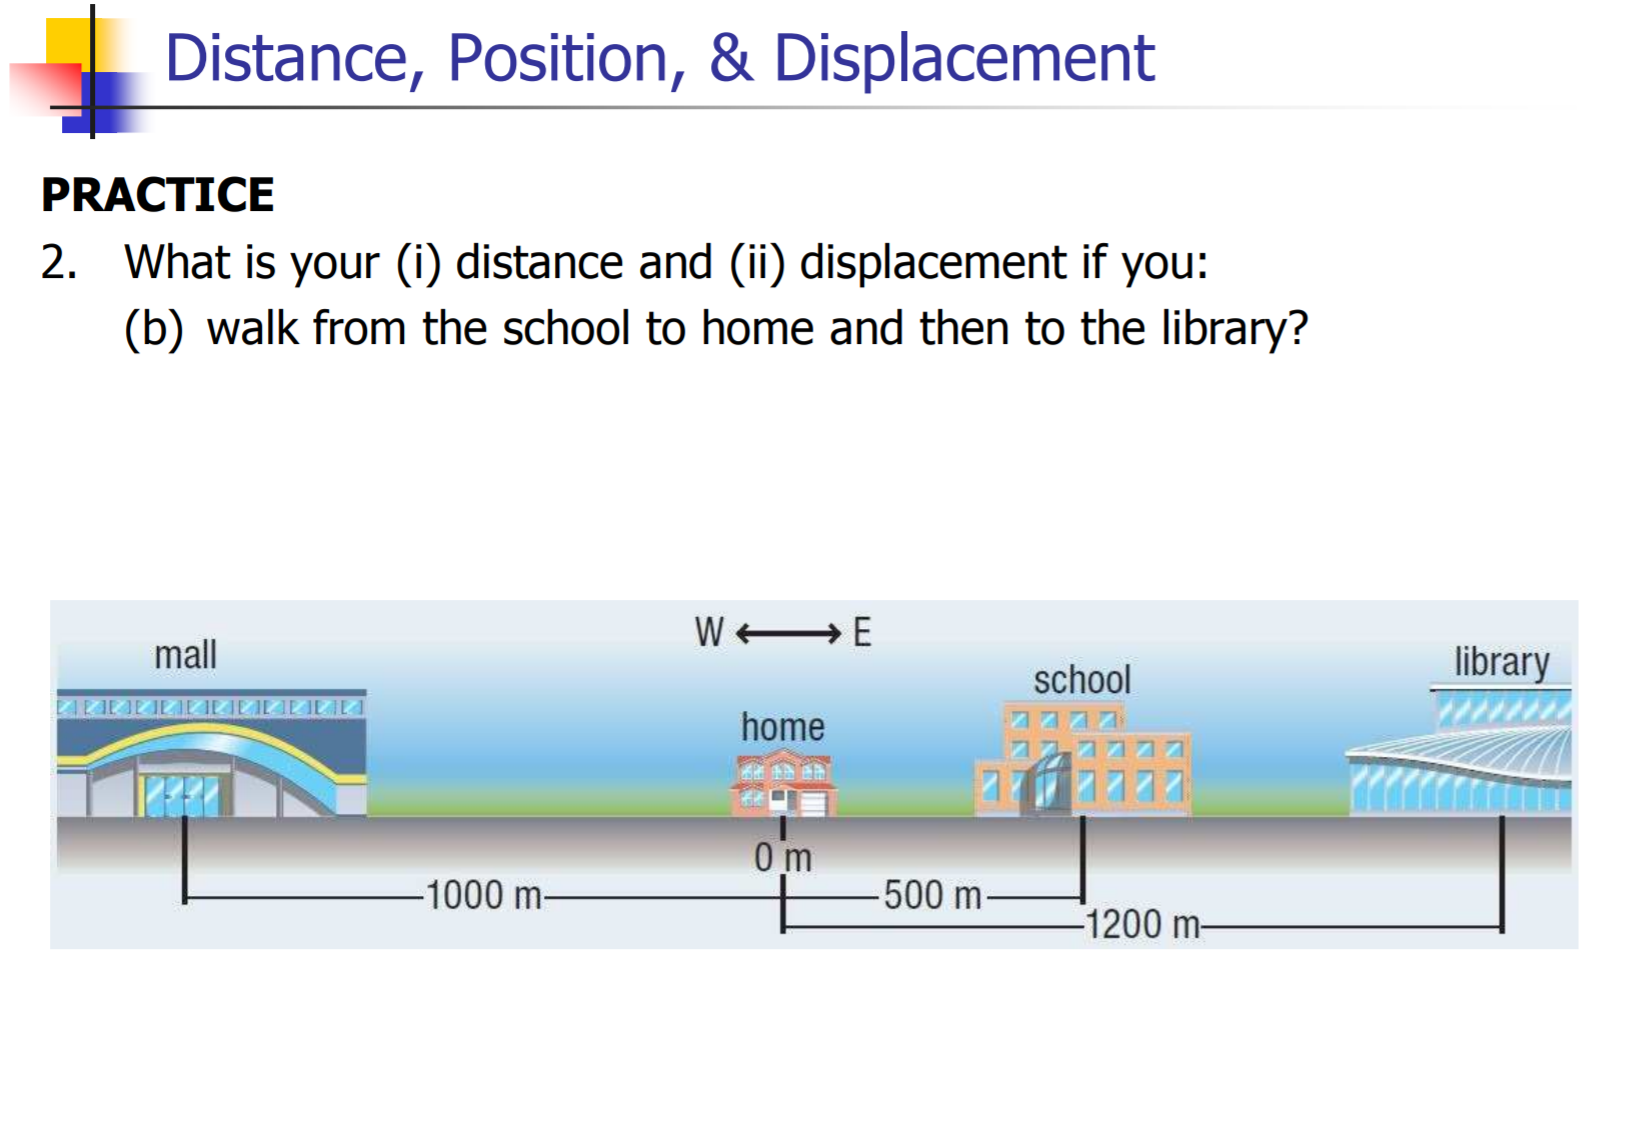 Distance, Position, & Displacement
PRACTICE
2. What is your (i) distance and (ii) displacement if you:
(b) walk from the school to home and then to the library?
W E
mall
library
school
home
0 m
1000 m
500 m
1200 m